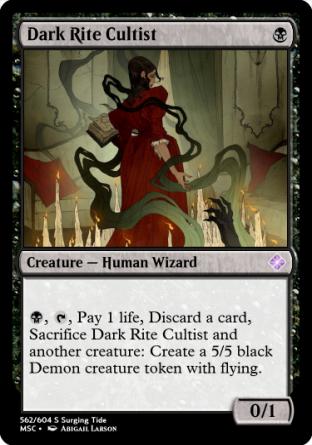 Dark Rite Cultist
Creature — Human Wizard
, , Pay 1 life, Discard a card,
Sacrifice Dark Rite Cultist and
another creature: Create a 5/5 black
Demon creature token with flying.
0/1
562/604 S Surging Tide
MSC • Abigail Larson